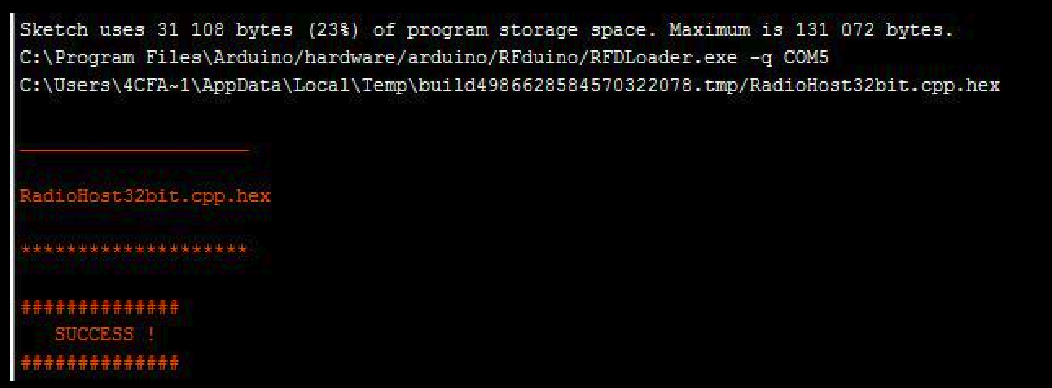 Sketch uses 31 108 bytes (23%) of program storage space. Maximum is 131 072 bytes.
C:\Program Files\Arduino/hardware/arduino/RFduino/RFDLoader.exe -q COM5
C:\Users\4CFA~1\AppData\Local\Temp\build4986628584570322078.tmp/RadioHost32bit.cpp.hex
____________________
RadioHost32bit.cpp.hex
********************
##############
SUCCESS !
##############